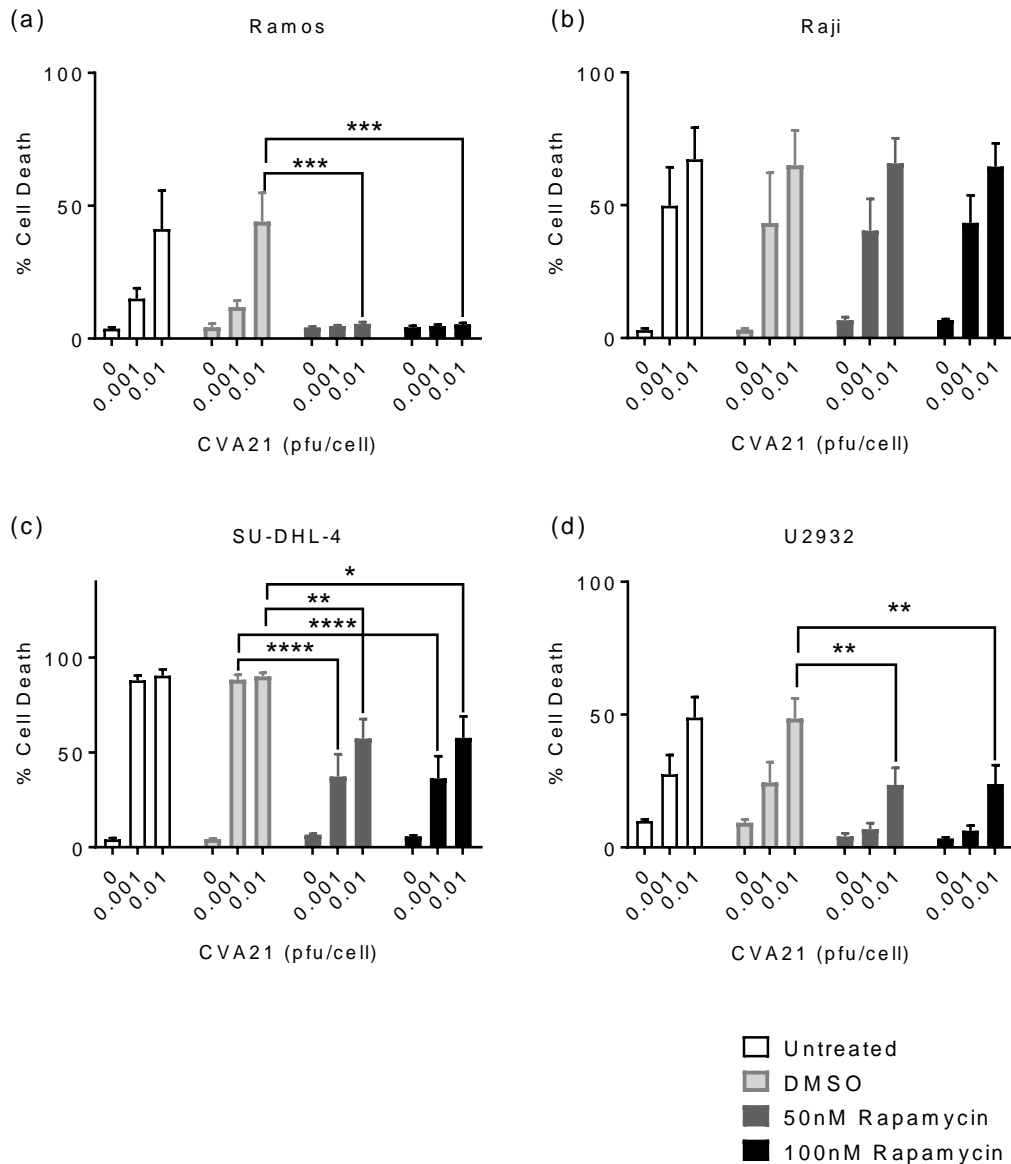 (a)
Ramos
100
50
0
% Cell Death
***
***
0 0.001 0.01 0 0.001 0.01 0 0.001 0.01 0 0.001 0.01
CVA21 (pfu/cell)
(b)
Raji
100
50
0
% Cell Death
0 0.001 0.01 0 0.001 0.01 0 0.001 0.01 0 0.001 0.01
CVA21 (pfu/cell)
(c)
SU-DHL-4
100
50
0
% Cell Death
*
**
****
****
0 0.001 0.01 0 0.001 0.01 0 0.001 0.01 0 0.001 0.01
CVA21 (pfu/cell)
(d)
U2932
100
50
0
% Cell Death
**
**
0 0.001 0.01 0 0.001 0.01 0 0.001 0.01 0 0.001 0.01
CVA21 (pfu/cell)
Untreated
DMSO
50nM Rapamycin
100nM Rapamycin